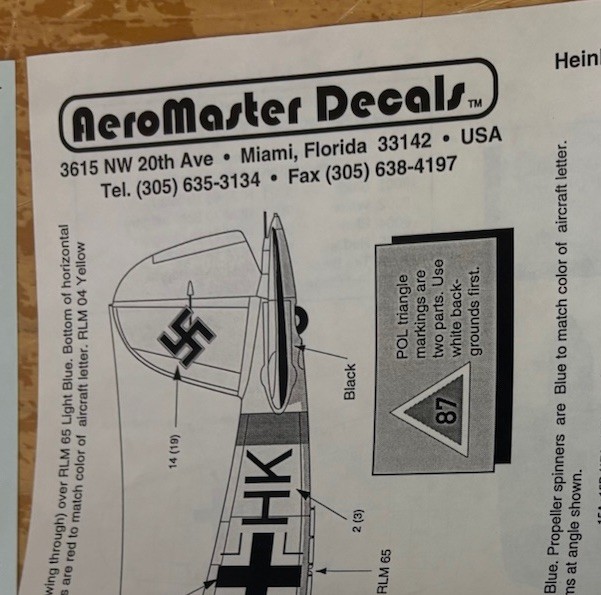 AeroMaster Decals TM
3615 NW 20th Ave • Miami, Florida 33142 • USA
Tel. (305) 635-3134 • Fax (305) 638-4197
wing through) over RLM 65 Light Blue. Bottom of horizontal
s are red to match color of aircraft letter. RLM 04 Yellow
14 (19)
HK
Black
2 (3)
RLM 65
POL triangle
markings are
two parts. Use
white back-
grounds first.
87
Blue. Propeller spinners are Blue to match color of aircraft letter.
ms at angle shown.